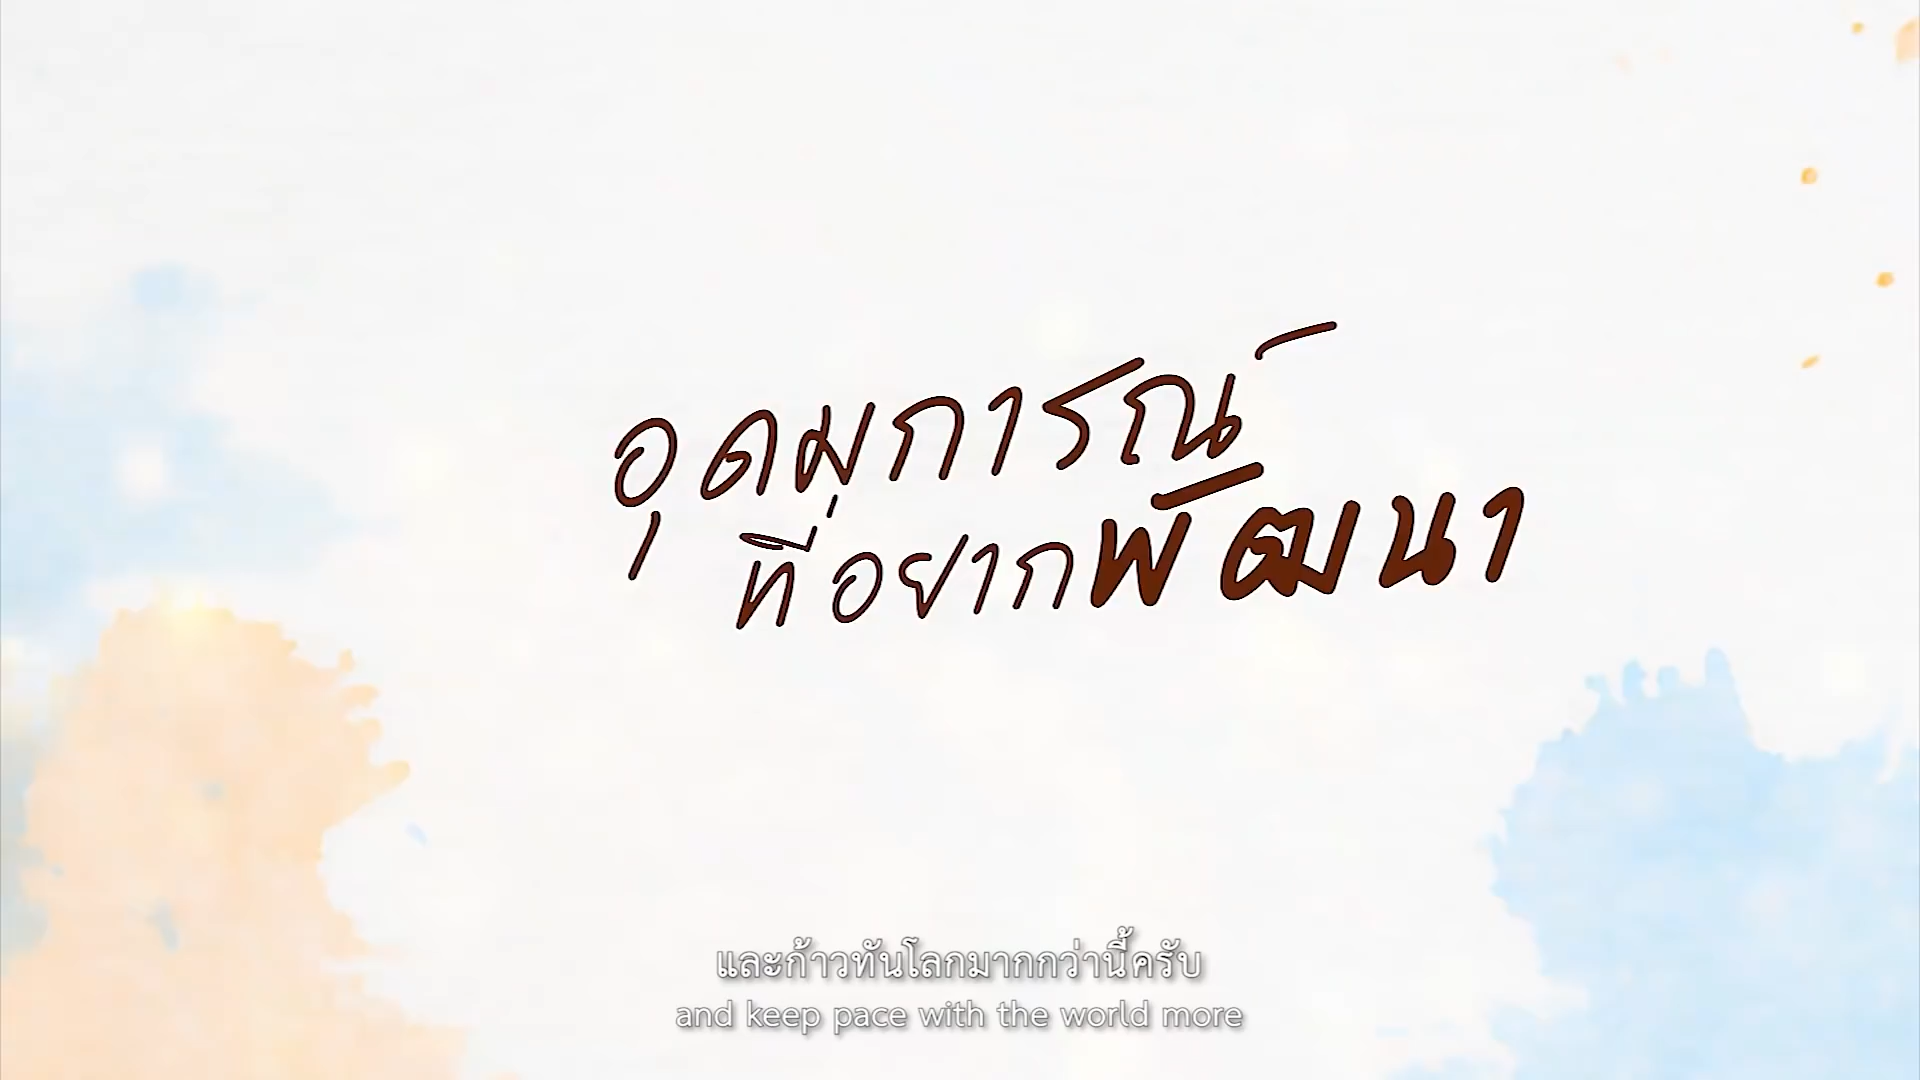 อุดมการณ์
ที่อยากพัฒนา
และก้าวทันโลกมากกว่านี้ครับ
and keep pace with the world more